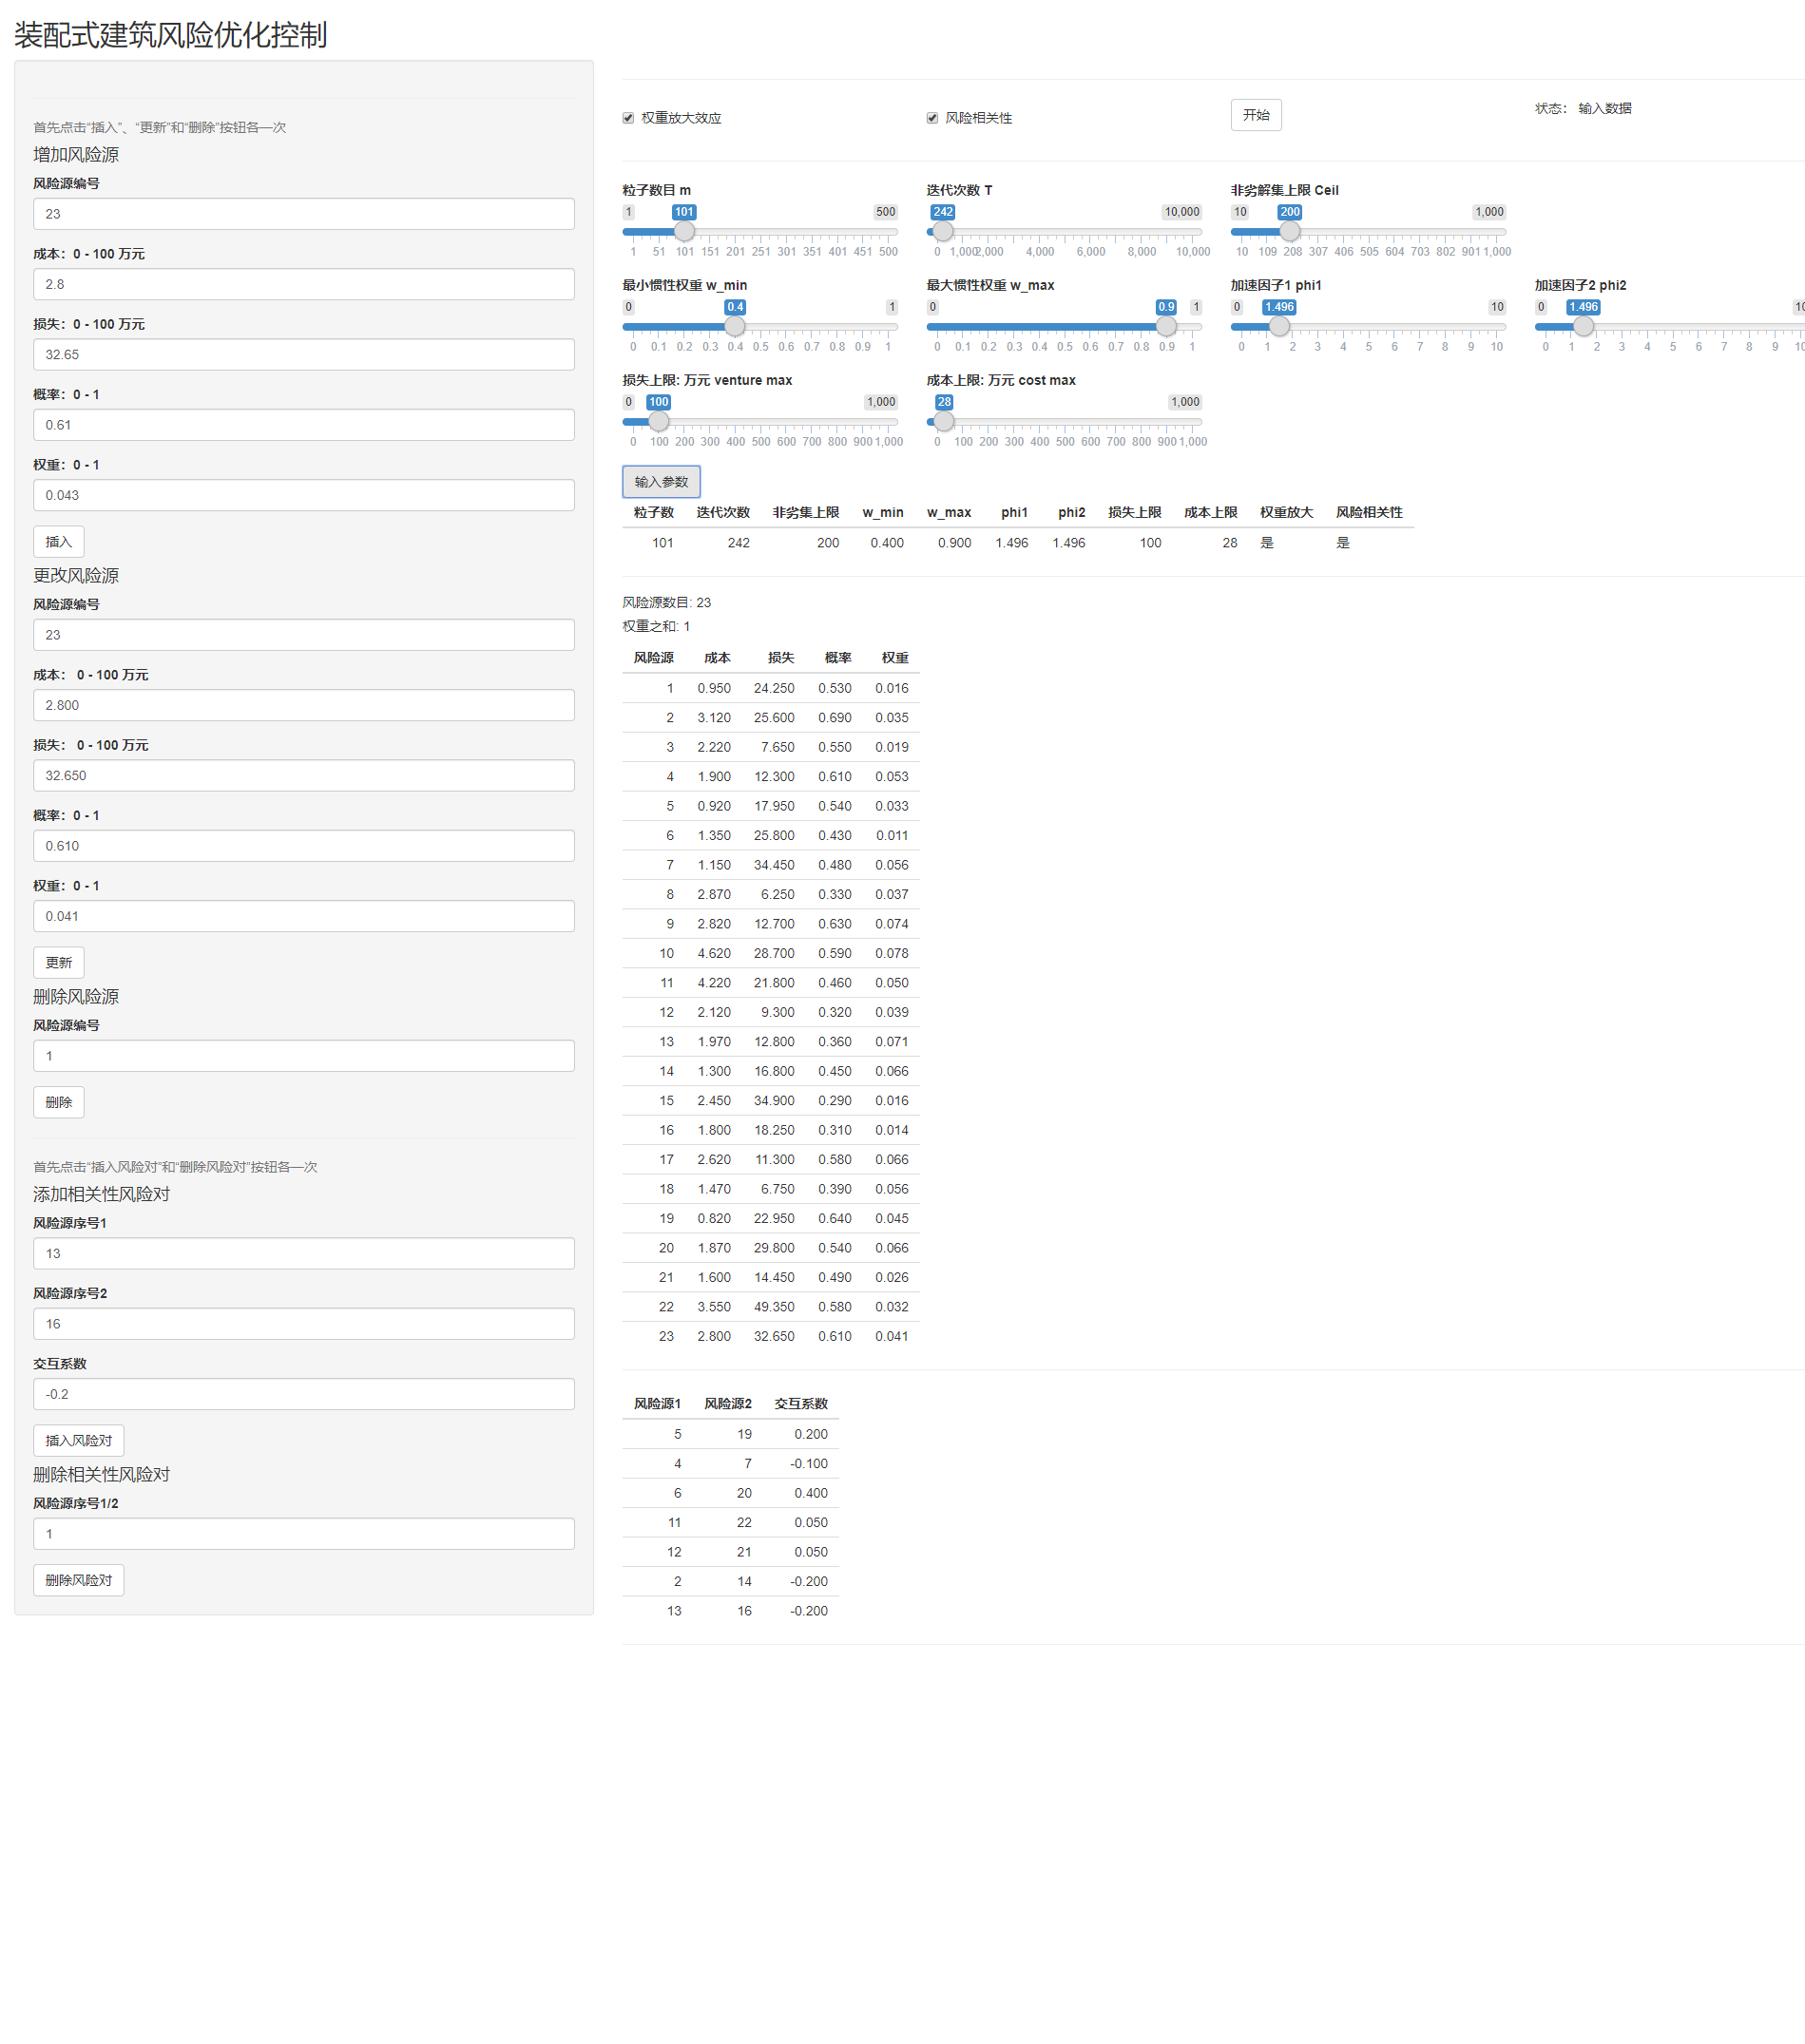 装配式建筑风险优化控制
首先点击“插入”、“更新”和“删除”按钮各一次
增加风险源
风险源编号
23
成本：0 - 100 万元
2.8
损失：0 - 100 万元
32.65
概率：0 - 1
0.61
权重：0 - 1
0.043
插入
更改风险源
风险源编号
23
成本： 0 - 100 万元
2.800
损失： 0 - 100 万元
32.650
概率：0 - 1
0.610
权重：0 - 1
0.041
更新
删除风险源
风险源编号
1
删除
首先点击“插入风险对”和“删除风险对”按钮各一次
添加相关性风险对
风险源序号1
13
风险源序号2
16
交互系数
-0.2
插入风险对
删除相关性风险对
风险源序号1/2
1
删除风险对
权重放大效应 风险相关性 开始 状态： 输入数据
粒子数目 m 迭代次数 T 非劣解集上限 Ceil
1 101 500 242 10,000 10 200 1,000
1 51 101 151 201 251 301 351 401 451 500 0 1,000 2,000 4,000 6,000 8,000 10,000 10 109 208 307 406 505 604 703 802 901 1,000
最小惯性权重 w_min 最大惯性权重 w_max 加速因子1 phi1 加速因子2 phi2
0 0.4 1 0 0.9 1 0 1.496 10 0 1.496 10
0 0.1 0.2 0.3 0.4 0.5 0.6 0.7 0.8 0.9 1 0 0.1 0.2 0.3 0.4 0.5 0.6 0.7 0.8 0.9 1 0 1 2 3 4 5 6 7 8 9 10 0 1 2 3 4 5 6 7 8 9 10
损失上限: 万元 venture max 成本上限: 万元 cost max
0 100 1,000 28 1,000
0 100 200 300 400 500 600 700 800 900 1,000 0 100 200 300 400 500 600 700 800 900 1,000
输入参数
粒子数 迭代次数 非劣集上限 w_min w_max phi1 phi2 损失上限 成本上限 权重放大 风险相关性
101 242 200 0.400 0.900 1.496 1.496 100 28 是 是
风险源数目: 23
权重之和: 1
风险源 成本 损失 概率 权重
1 0.950 24.250 0.530 0.016
2 3.120 25.600 0.690 0.035
3 2.220 7.650 0.550 0.019
4 1.900 12.300 0.610 0.053
5 0.920 17.950 0.540 0.033
6 1.350 25.800 0.430 0.011
7 1.150 34.450 0.480 0.056
8 2.870 6.250 0.330 0.037
9 2.820 12.700 0.630 0.074
10 4.620 28.700 0.590 0.078
11 4.220 21.800 0.460 0.050
12 2.120 9.300 0.320 0.039
13 1.970 12.800 0.360 0.071
14 1.300 16.800 0.450 0.066
15 2.450 34.900 0.290 0.016
16 1.800 18.250 0.310 0.014
17 2.620 11.300 0.580 0.066
18 1.470 6.750 0.390 0.056
19 0.820 22.950 0.640 0.045
20 1.870 29.800 0.540 0.066
21 1.600 14.450 0.490 0.026
22 3.550 49.350 0.580 0.032
23 2.800 32.650 0.610 0.041
风险源1 风险源2 交互系数
5 19 0.200
4 7 -0.100
6 20 0.400
11 22 0.050
12 21 0.050
2 14 -0.200
13 16 -0.200